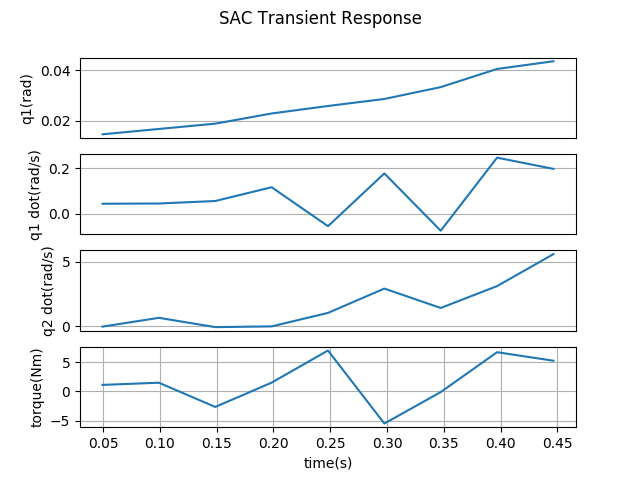 SAC Transient Response
q1(rad)
0.04
0.02
q1 dot(rad/s)
0.2
0.0
q2 dot(rad/s)
5
0
torque(Nm)
5
0
−5
0.05 0.10 0.15 0.20 0.25 0.30 0.35 0.40 0.45
time(s)